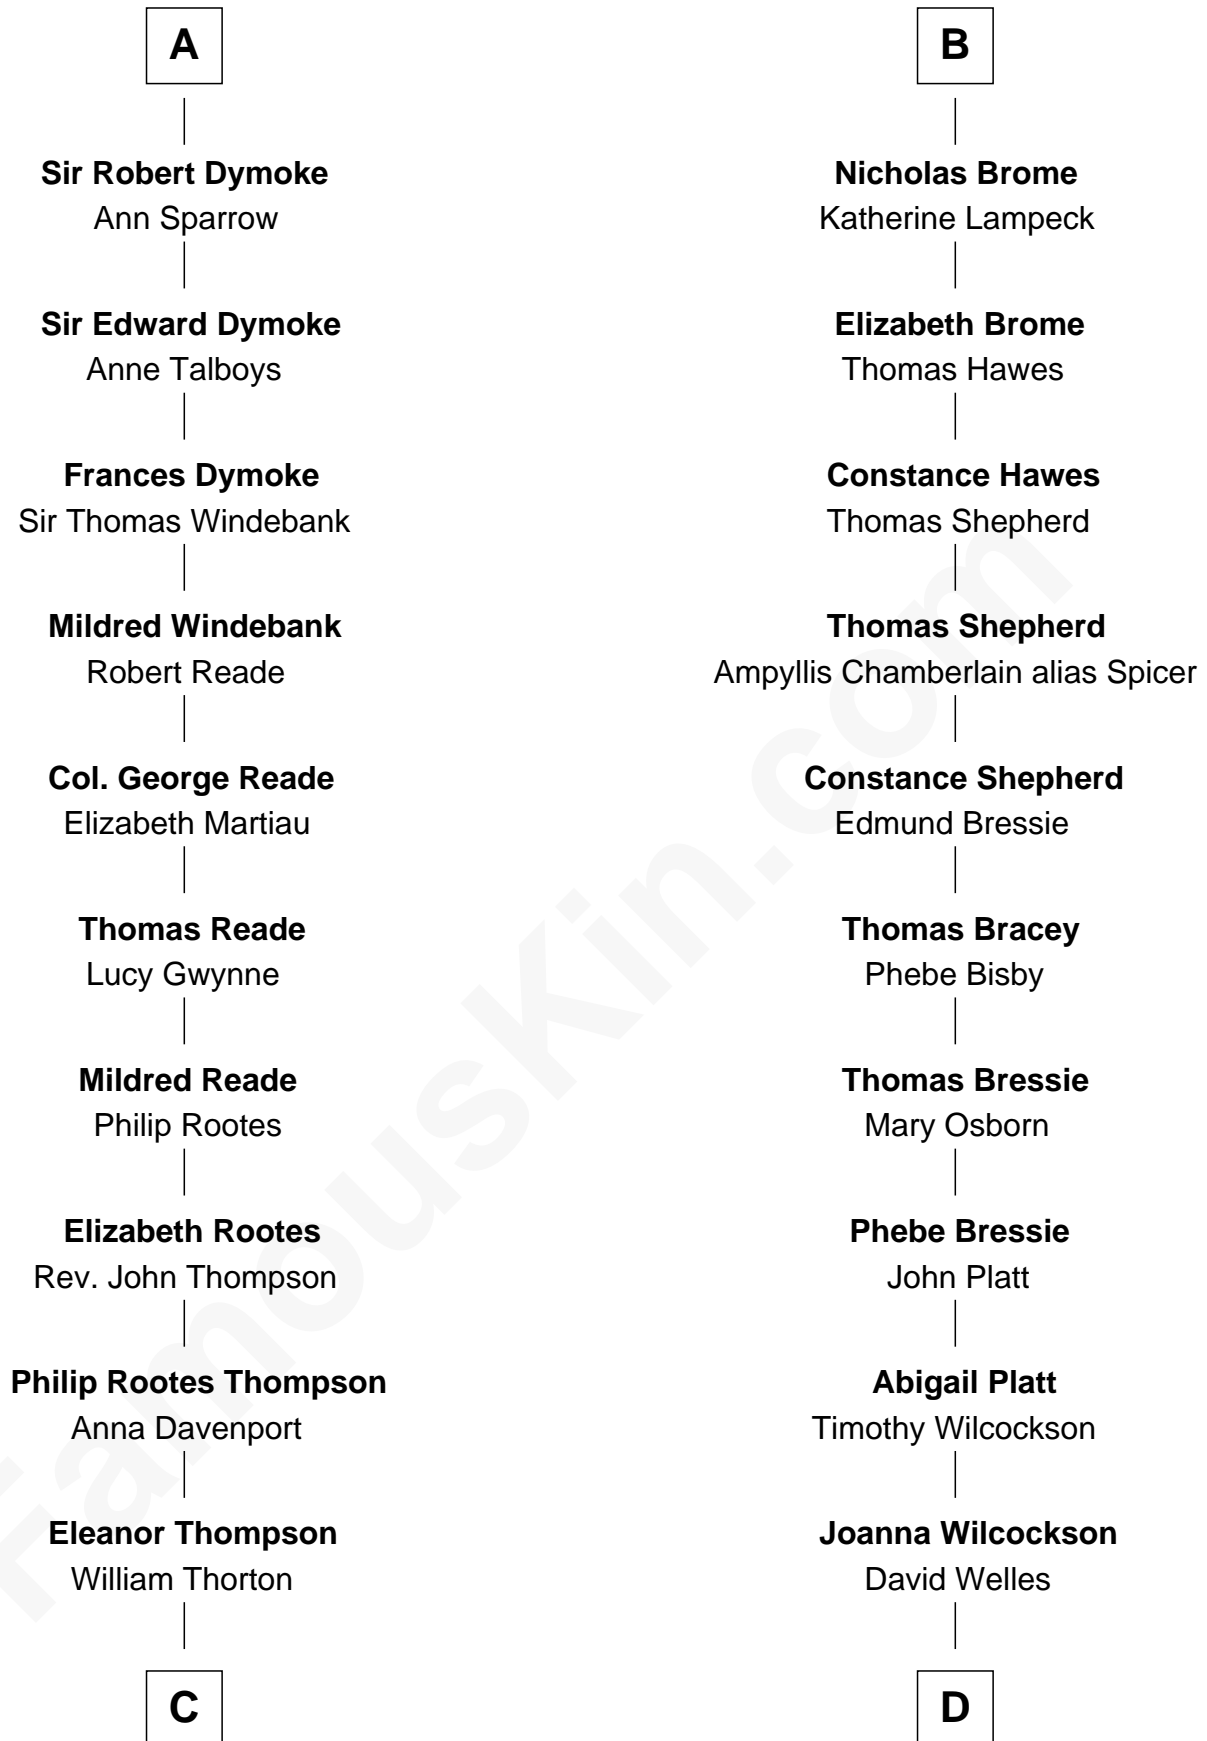 A
Sir Robert Dymoke
Ann Sparrow
Sir Edward Dymoke
Anne Talboys
Frances Dymoke
Sir Thomas Windebank
Mildred Windebank
Robert Reade
Col. George Reade
Elizabeth Martiau
Thomas Reade
Lucy Gwynne
Mildred Reade
Philip Rootes
Elizabeth Rootes
Rev. John Thompson
Philip Rootes Thompson
Anna Davenport
Eleanor Thompson
William Thorton
C
B
Nicholas Brome
Katherine Lampeck
Elizabeth Brome
Thomas Hawes
Constance Hawes
Thomas Shepherd
Thomas Shepherd
Ampyllis Chamberlain alias Spicer
Constance Shepherd
Edmund Bressie
Thomas Bracey
Phebe Bisby
Thomas Bressie
Mary Osborn
Phebe Bressie
John Platt
Abigail Platt
Timothy Wilcockson
Joanna Wilcockson
David Welles
D
FamousKin.com